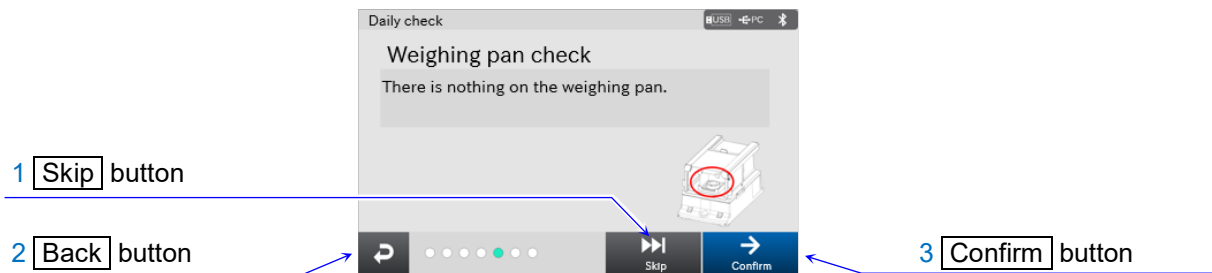 Daily check
USB PC
Weighing pan check
There is nothing on the weighing pan.
1 Skip button
2 Back button
Skip
Confirm
3 Confirm button